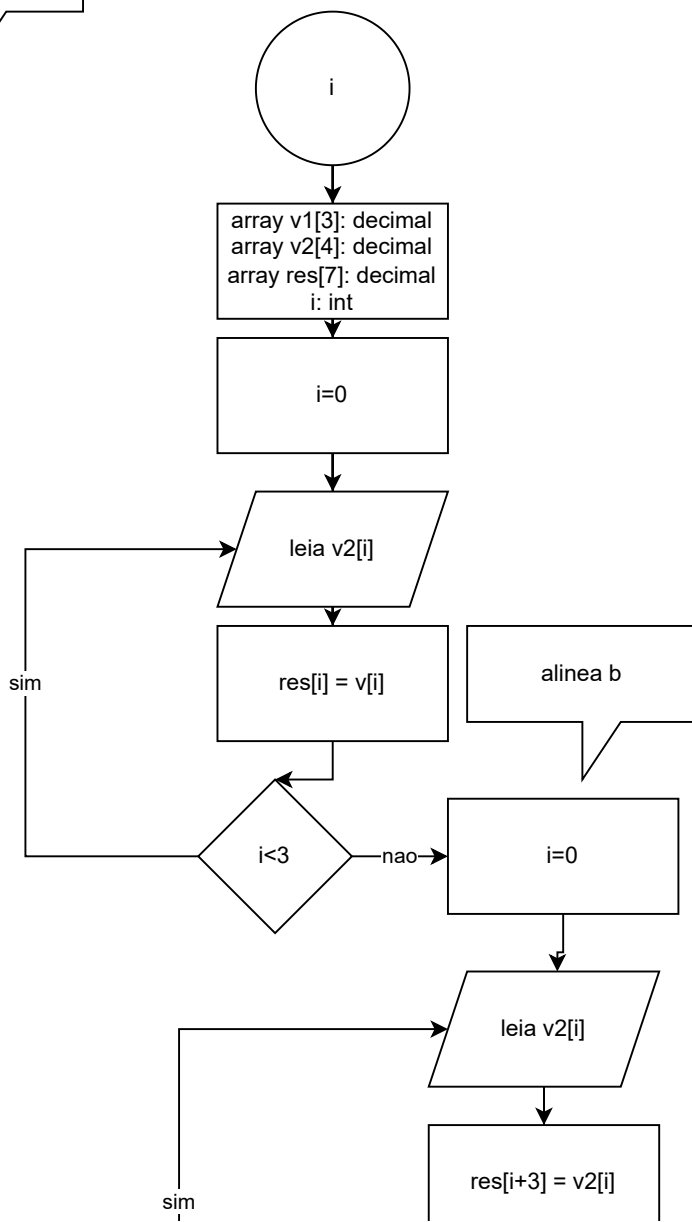 i
array v1[3]: decimal
array v2[4]: decimal
array res[7]: decimal
i: int
i=0
leia v2[i]
sim
res[i] = v[i]
alinea b
i<3
nao
i=0
leia v2[i]
res[i+3] = v2[i]
sim